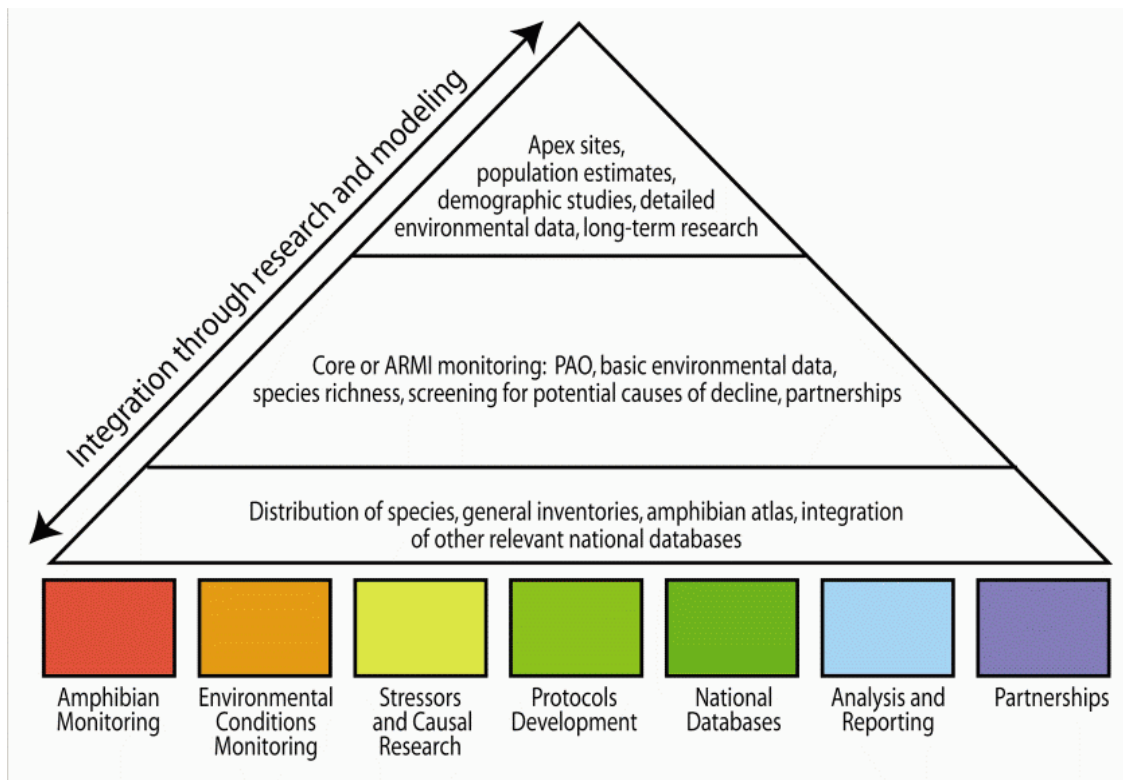 Integration through research and modeling
Apex sites,
population estimates,
demographic studies, detailed
environmental data, long-term research
Core or ARMI monitoring: PAO, basic environmental data,
species richness, screening for potential causes of decline, partnerships
Distribution of species, general inventories, amphibian atlas, integration
of other relevant national databases
Amphibian
Monitoring
Environmental
Conditions
Monitoring
Stressors
and Causal
Research
Protocols
Development
National
Databases
Analysis and
Reporting
Partnerships